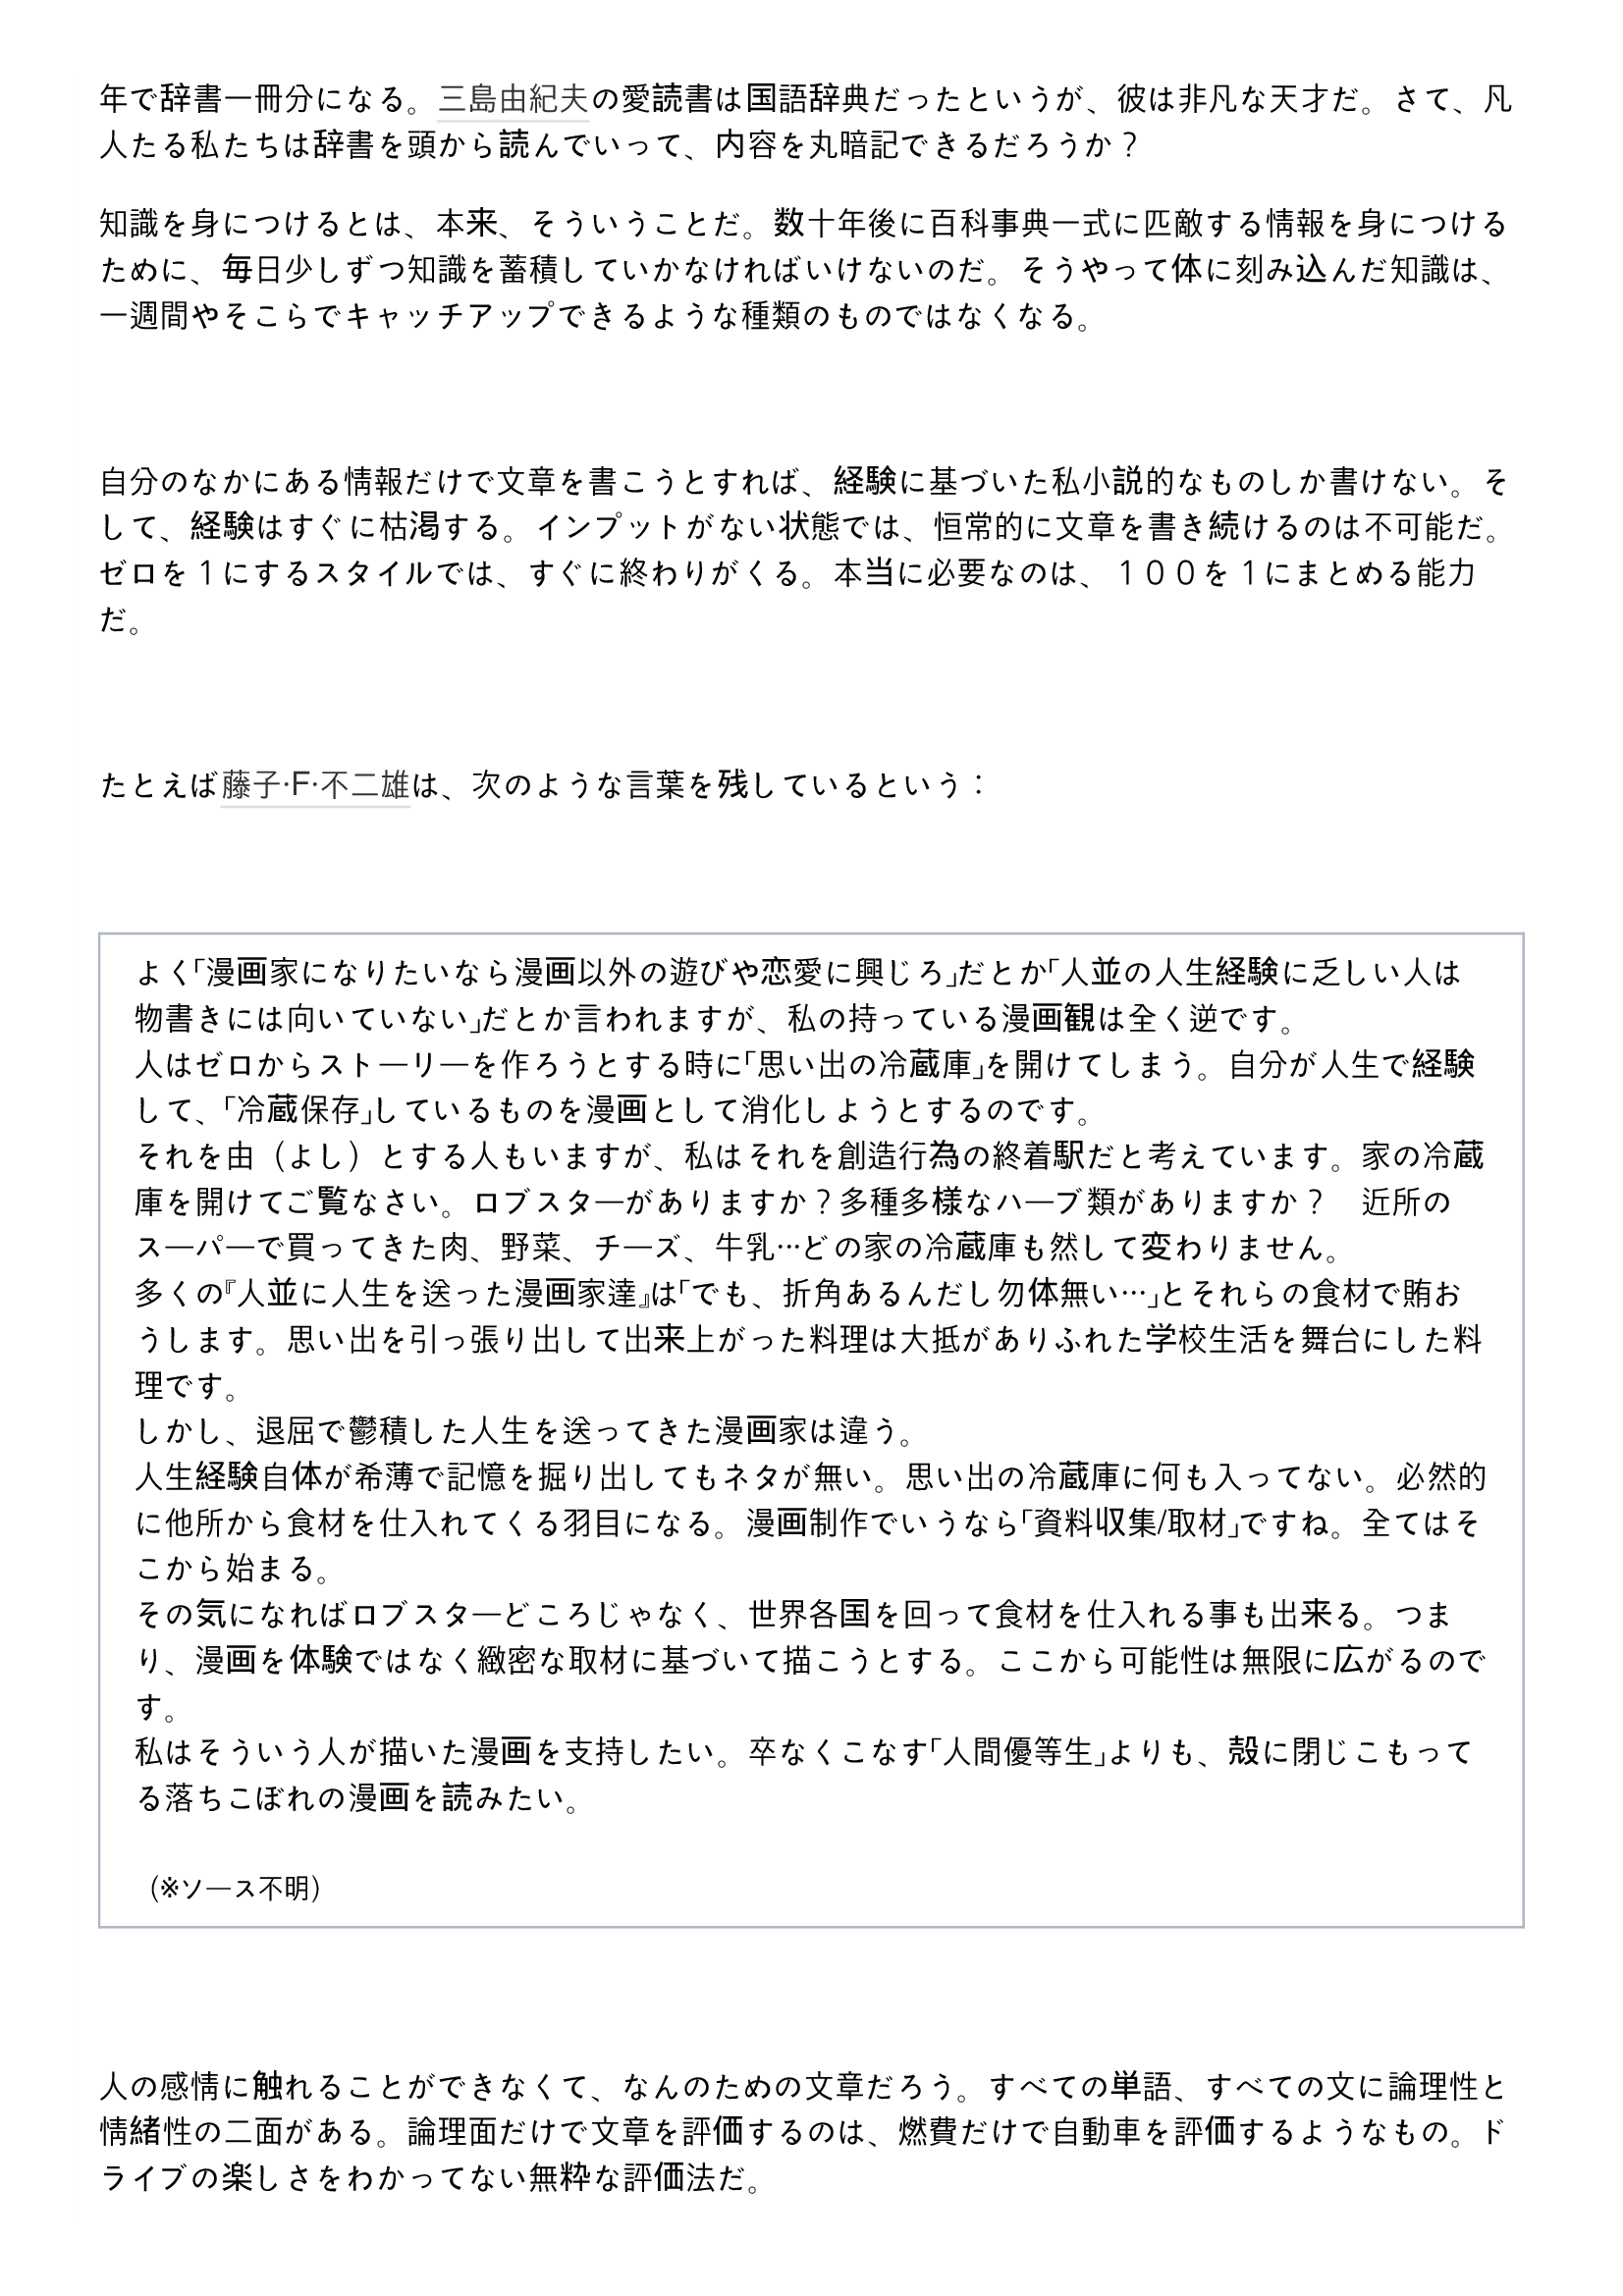 年で辞書一冊分になる。三島由紀夫の愛読書は国語辞典だったというが、彼は非凡な天才だ。さて、凡
人たる私たちは辞書を頭から読んでいって、内容を丸暗記できるだろうか？
知識を身につけるとは、本来、そういうことだ。数十年後に百科事典一式に匹敵する情報を身につける
ために、毎日少しずつ知識を蓄積していかなければいけないのだ。そうやって体に刻み込んだ知識は、
一週間やそこらでキャッチアップできるような種類のものではなくなる。
自分のなかにある情報だけで文章を書こうとすれば、経験に基づいた私小説的なものしか書けない。そ
して、経験はすぐに枯渇する。インプットがない状態では、恒常的に文章を書き続けるのは不可能だ。
ゼロを１にするスタイルでは、すぐに終わりがくる。本当に必要なのは、１００を１にまとめる能力
だ。
たとえば藤子·F·不二雄は、次のような言葉を残しているという：
よく｢漫画家になりたいなら漫画以外の遊びや恋愛に興じろ｣だとか｢人並の人生経験に乏しい人は
物書きには向いていない｣だとか言われますが、私の持っている漫画観は全く逆です。
人はゼロからストーリーを作ろうとする時に｢思い出の冷蔵庫｣を開けてしまう。自分が人生で経験
して、｢冷蔵保存｣しているものを漫画として消化しようとするのです。
それを由（よし）とする人もいますが、私はそれを創造行為の終着駅だと考えています。家の冷蔵
庫を開けてご覧なさい。ロブスターがありますか？多種多様なハーブ類がありますか？　近所の
スーパーで買ってきた肉、野菜、チーズ、牛乳…どの家の冷蔵庫も然して変わりません。
多くの『人並に人生を送った漫画家達』は｢でも、折角あるんだし勿体無い…｣とそれらの食材で賄お
うします。思い出を引っ張り出して出来上がった料理は大抵がありふれた学校生活を舞台にした料
理です。
しかし、退屈で鬱積した人生を送ってきた漫画家は違う。
人生経験自体が希薄で記憶を掘り出してもネタが無い。思い出の冷蔵庫に何も入ってない。必然的
に他所から食材を仕入れてくる羽目になる。漫画制作でいうなら｢資料収集/取材｣ですね。全てはそ
こから始まる。
その気になればロブスターどころじゃなく、世界各国を回って食材を仕入れる事も出来る。つま
り、漫画を体験ではなく緻密な取材に基づいて描こうとする。ここから可能性は無限に広がるので
す。
私はそういう人が描いた漫画を支持したい。卒なくこなす｢人間優等生｣よりも、殻に閉じこもって
る落ちこぼれの漫画を読みたい。
（※ソース不明）
人の感情に触れることができなくて、なんのための文章だろう。すべての単語、すべての文に論理性と
情緒性の二面がある。論理面だけで文章を評価するのは、燃費だけで自動車を評価するようなもの。ド
ライブの楽しさをわかってない無粋な評価法だ。